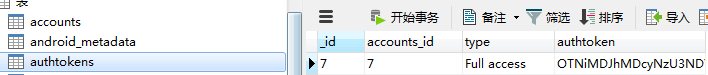 表
accounts
android_metadata
authtokens
开始事务 备注 筛选 排序 导入
_id accounts_id type authtoken
7 7 Full access